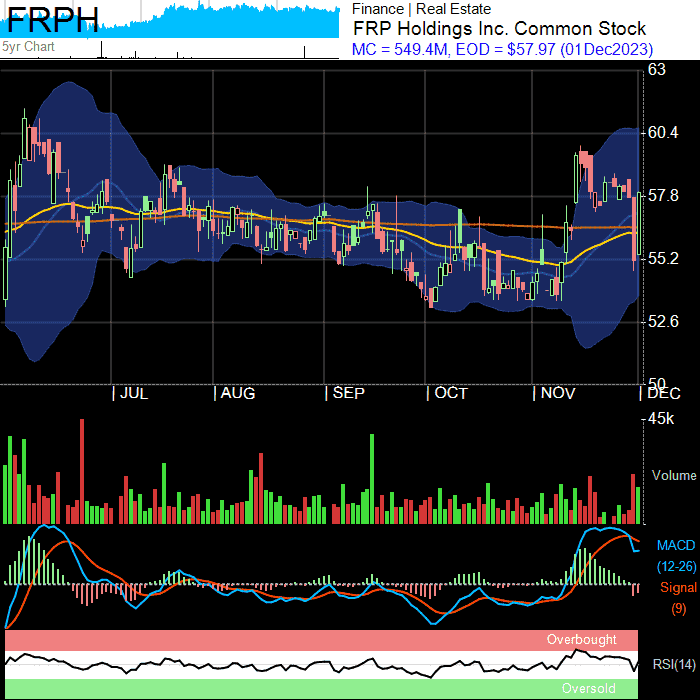 FRPH
5yr Chart
Finance | Real Estate
FRP Holdings Inc. Common Stock
MC = 549.4M, EOD = $57.97 (01Dec2023)
63
60.4
57.8
55.2
52.6
50
JUL AUG SEP OCT NOV DEC
45k
Volume
MACD
(12-26)
Signal
(9)
Overbought
RSI(14)
Oversold